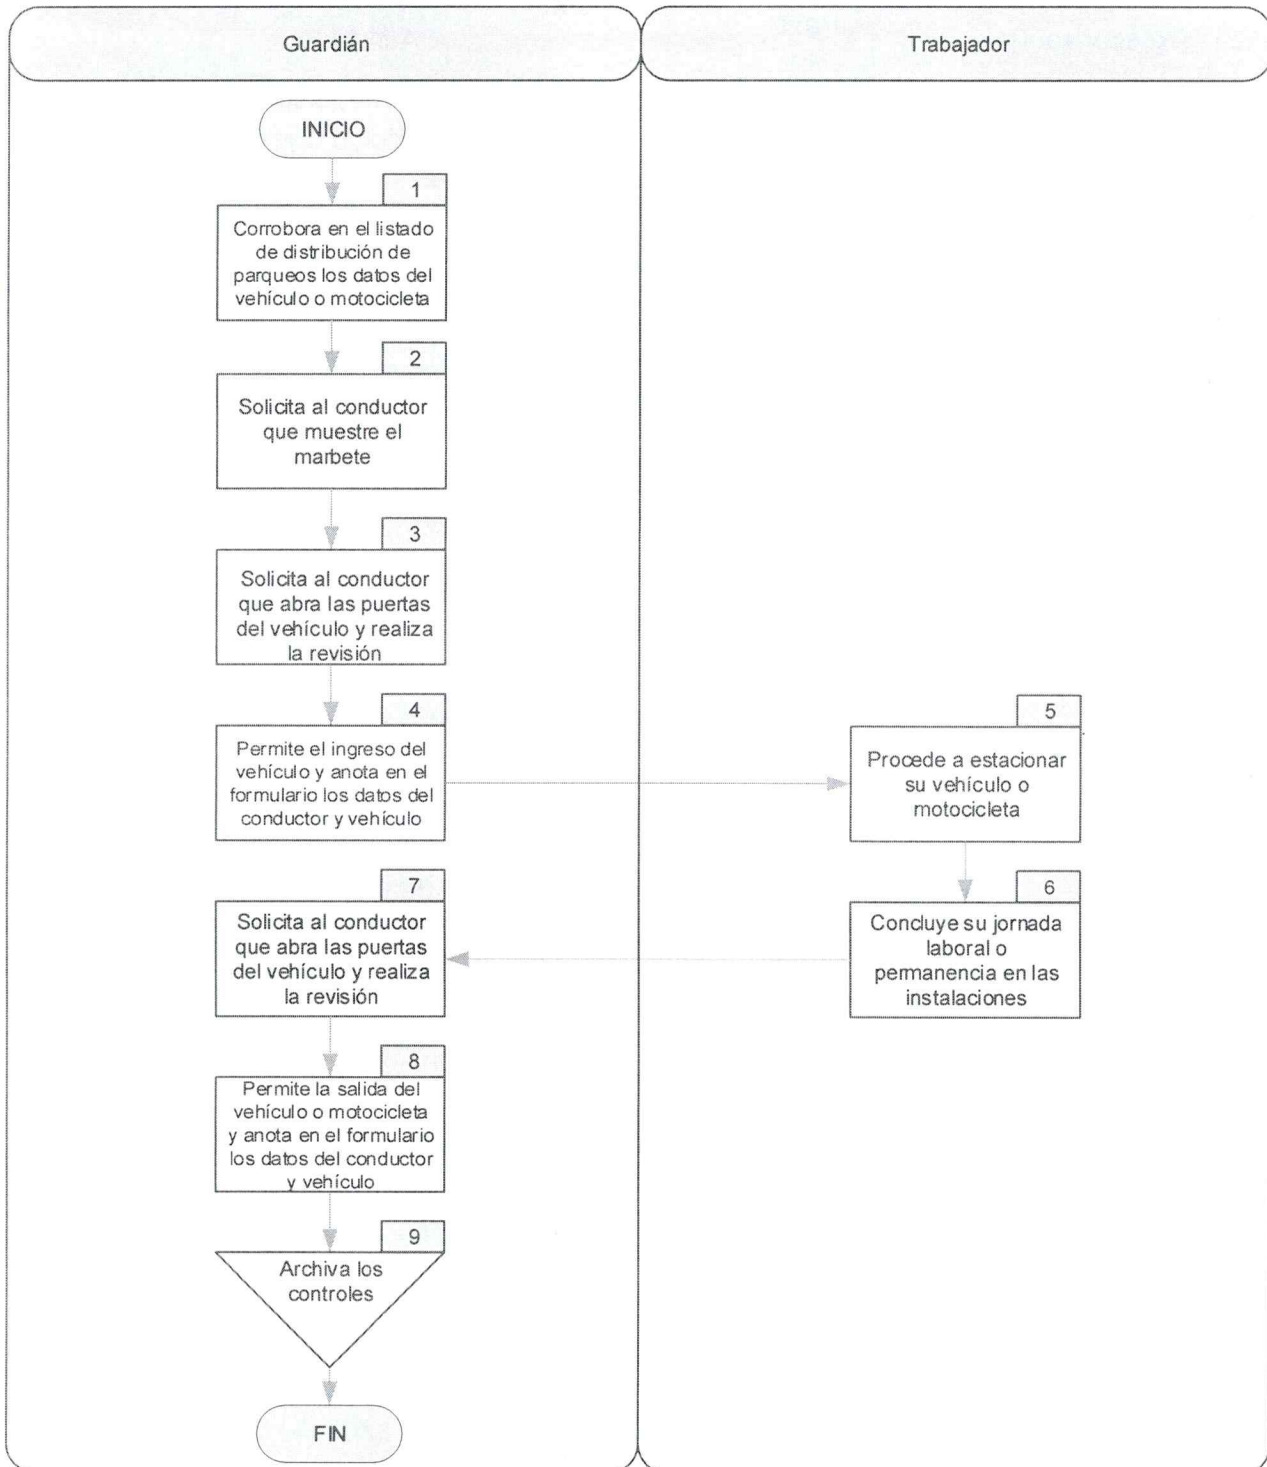 Guardián
Trabajador
INICIO
1
Corrobora en el listado
de distribución de
parqueos los datos del
vehículo o motocicleta
2
Solicita al conductor
que muestre el
marbete
3
Solicita al conductor
que abra las puertas
del vehículo y realiza
la revisión
4
Permite el ingreso del
vehículo y anota en el
formulario los datos del
conductor y vehículo
5
Procede a estacionar
su vehículo o
motocicleta
6
Concluye su jornada
laboral o
permanencia en las
instalaciones
7
Solicita al conductor
que abra las puertas
del vehículo y realiza
la revisión
8
Permite la salida del
vehículo o motocicleta
y anota en el formulario
los datos del conductor
y vehículo
9
Archiva los
controles
FIN